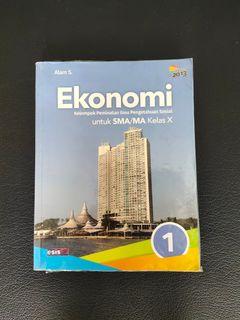 Alam S.
2013
Ekonomi
Kelompok Peminatan Ilmu Pengetahuan Sosial
untuk SMA/MA Kelas X
esis
1